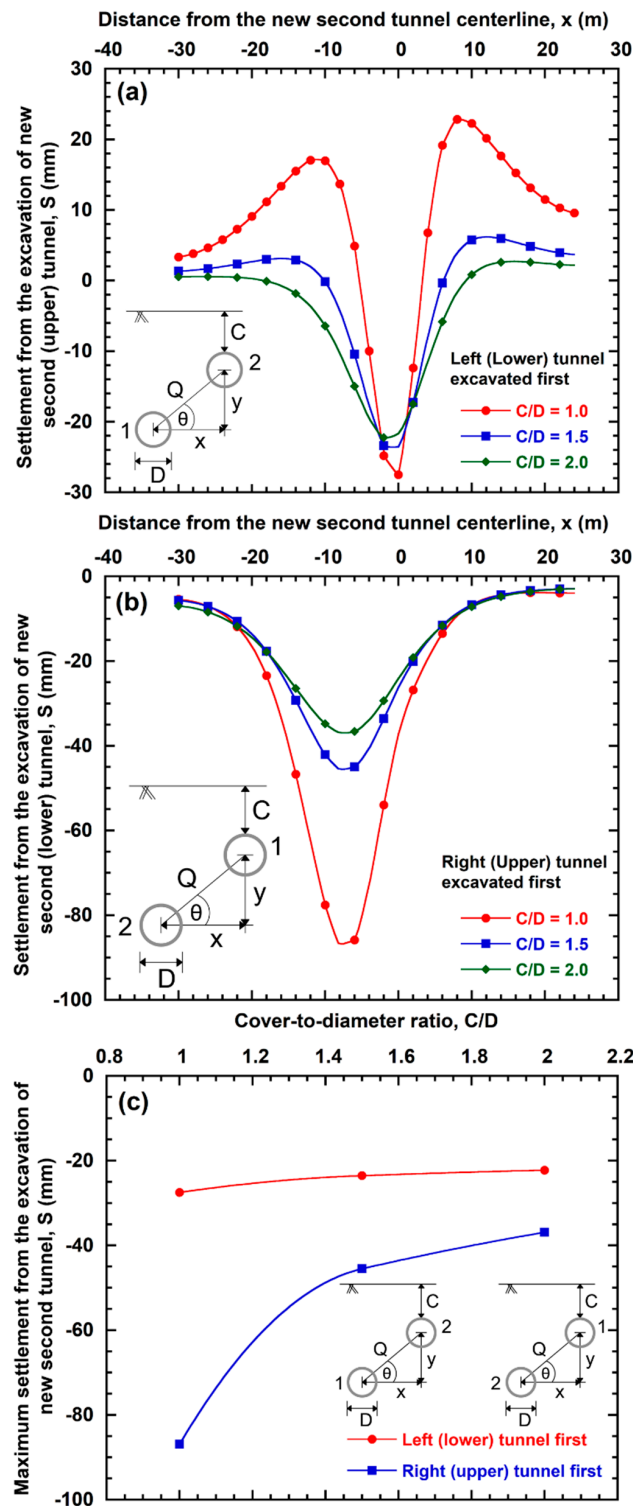 Distance from the new second tunnel centerline, x (m)
-40 -30 -20 -10 0 10 20 30
Settlement from the excavation of new
second (upper) tunnel, S (mm)
30
20
10
0
-10
-20
-30
(a)
C
2
Q
y
1
θ
x
D
Left (Lower) tunnel
excavated first
C/D = 1.0
C/D = 1.5
C/D = 2.0
Distance from the new second tunnel centerline, x (m)
-40 -30 -20 -10 0 10 20 30
Settlement from the excavation of new
second (lower) tunnel, S (mm)
0
-20
-40
-60
-80
-100
(b)
C
1
Q
y
2
θ
x
D
Right (Upper) tunnel
excavated first
C/D = 1.0
C/D = 1.5
C/D = 2.0
Cover-to-diameter ratio, C/D
0.8 1 1.2 1.4 1.6 1.8 2 2.2
Maximum settlement from the excavation of
new second tunnel, S (mm)
0
-20
-40
-60
-80
-100
(c)
C
2
Q
y
1
θ
x
D
C
1
Q
y
2
θ
x
D
Left (lower) tunnel first
Right (upper) tunnel first